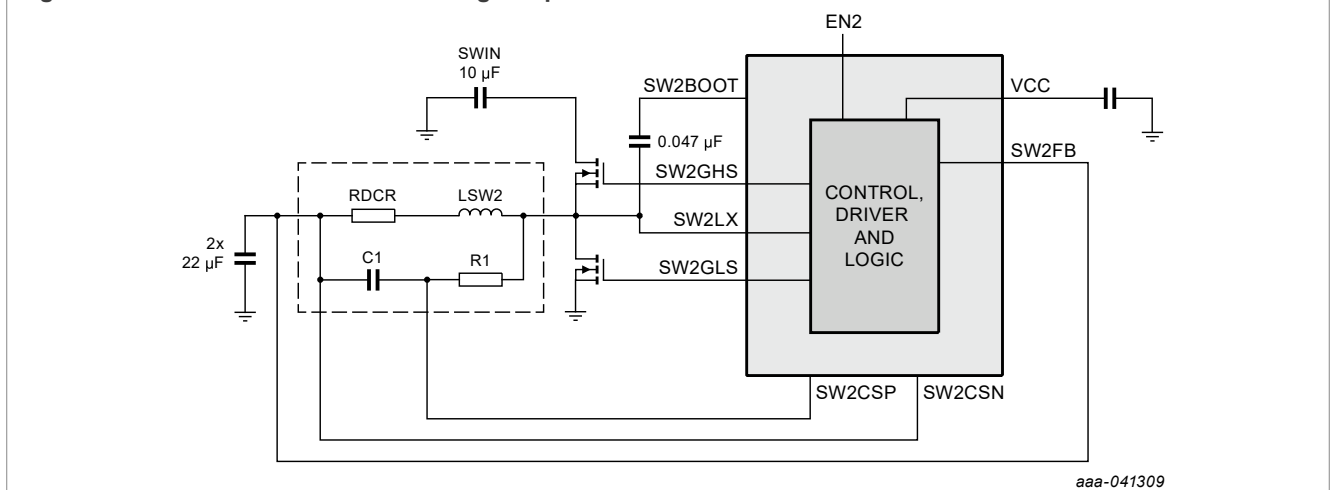 EN2
SWIN
10 µF
SW2BOOT
VCC
0.047 µF
SW2FB
SW2GHS
RDCR
LSW2
CONTROL,
DRIVER
AND
LOGIC
SW2LX
2x
22 µF
C1
R1
SW2GLS
SW2CSP
SW2CSN
aaa-041309